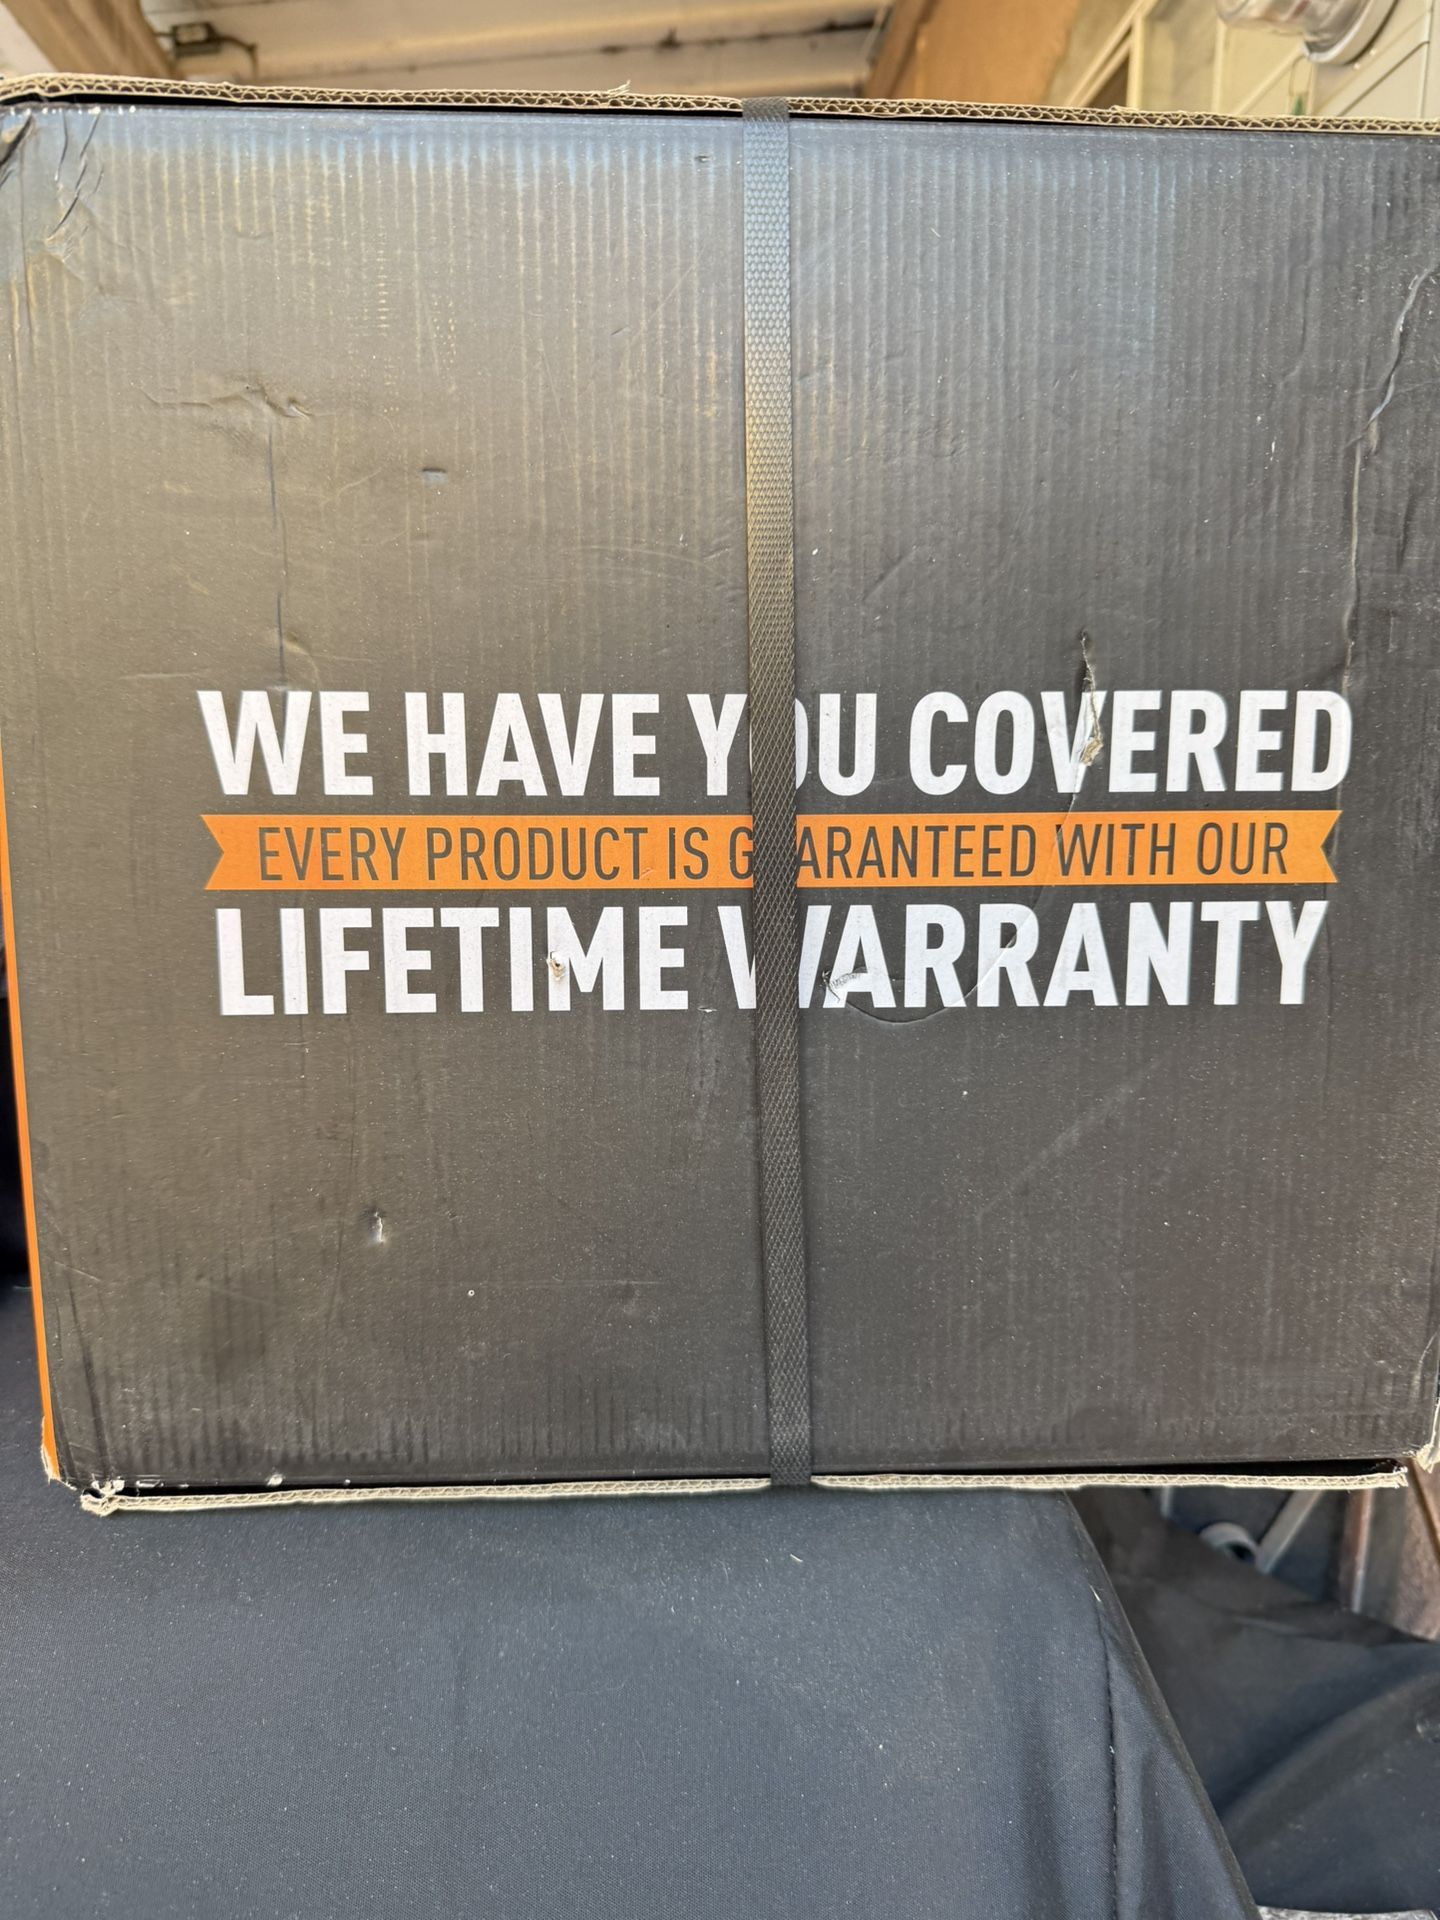 WE HAVE YOU COVERED
EVERY PRODUCT IS GUARANTEED WITH OUR
LIFETIME WARRANTY